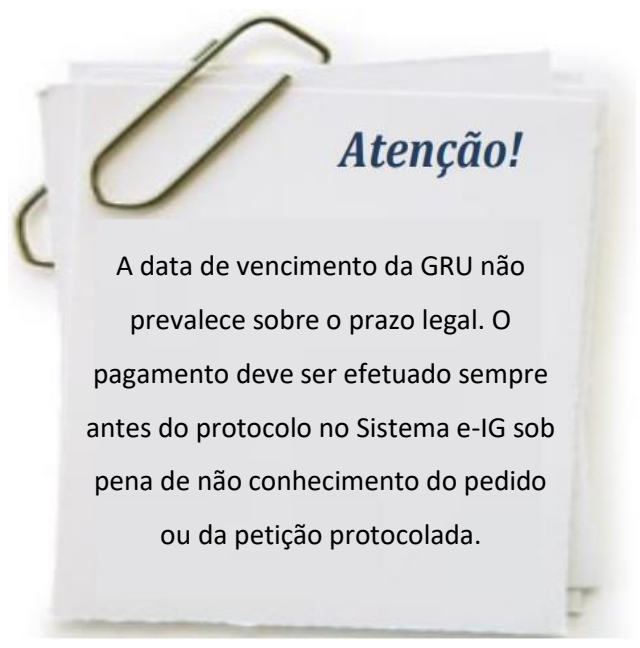 Atenção!
A data de vencimento da GRU não
prevalece sobre o prazo legal. O
pagamento deve ser efetuado sempre
antes do protocolo no Sistema e-IG sob
pena de não conhecimento do pedido
ou da petição protocolada.